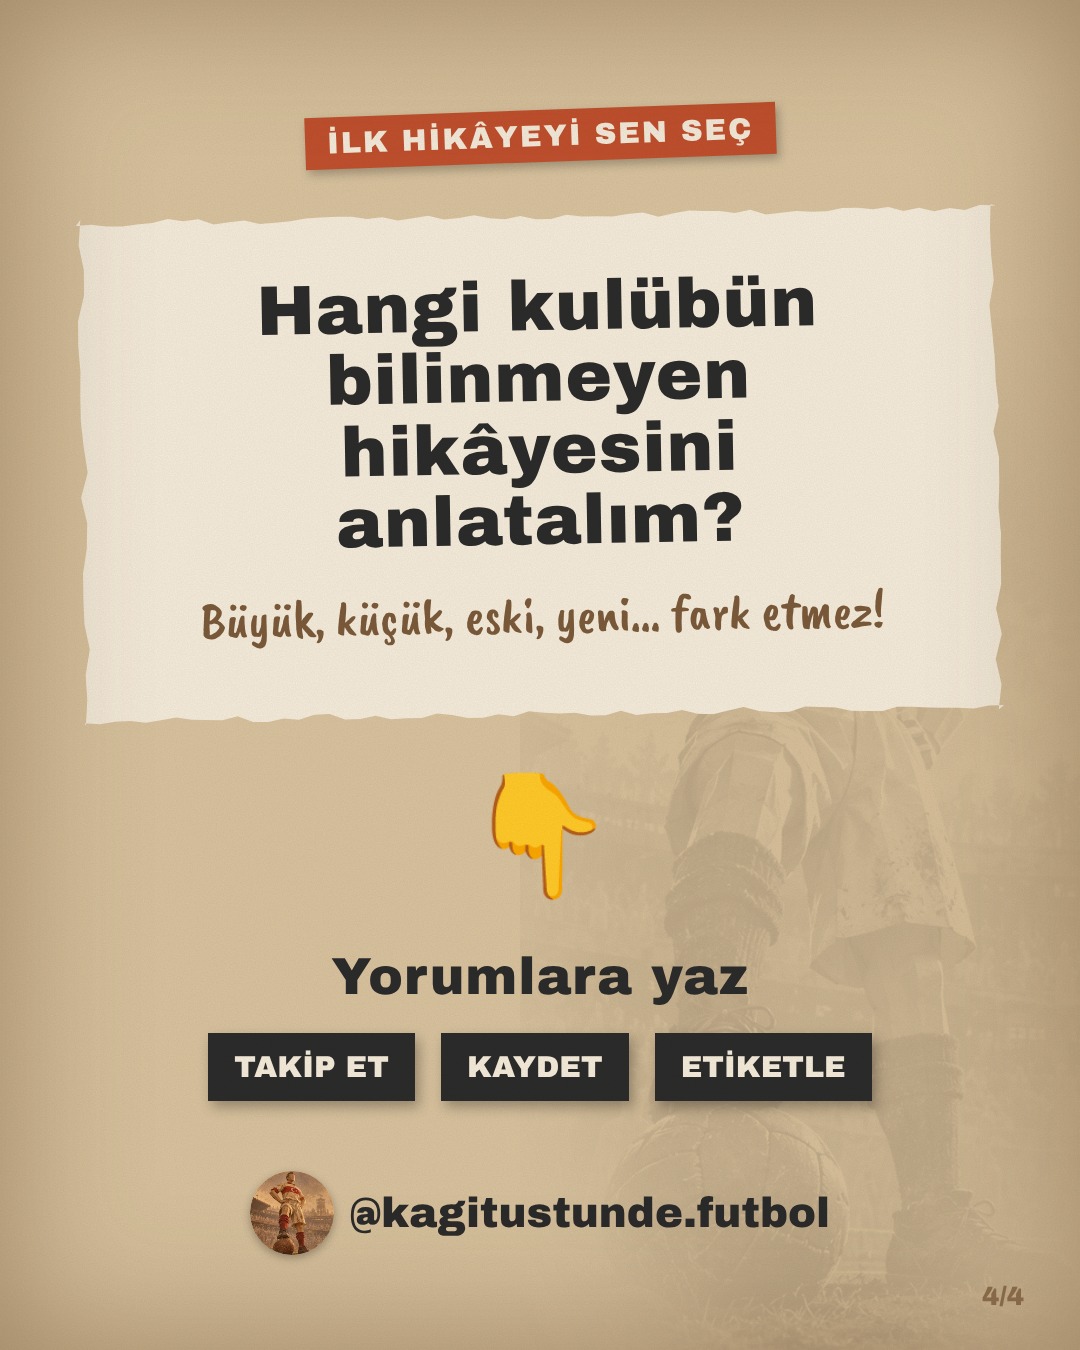 İLK HİKÂYEYİ SEN SEÇ
Hangi kulübün
bilinmeyen
hikâyesini
anlatalım?
Büyük, küçük, eski, yeni... fark etmez!
Yorumlara yaz
TAKİP ET KAYDET ETİKETLE
@kagitustunde.futbol
4/4